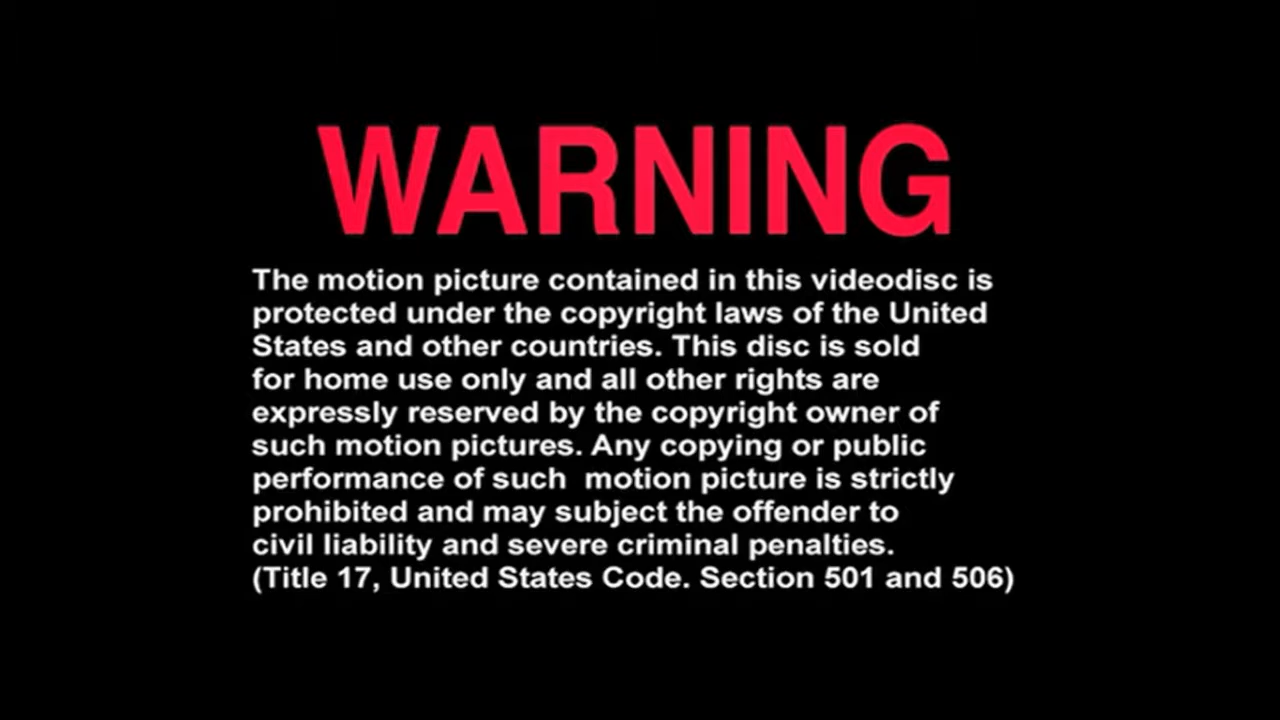 WARNING
The motion picture contained in this videodisc is
protected under the copyright laws of the United
States and other countries. This disc is sold
for home use only and all other rights are
expressly reserved by the copyright owner of
such motion pictures. Any copying or public
performance of such  motion picture is strictly
prohibited and may subject the offender to
civil liability and severe criminal penalties.
(Title 17, United States Code. Section 501 and 506)